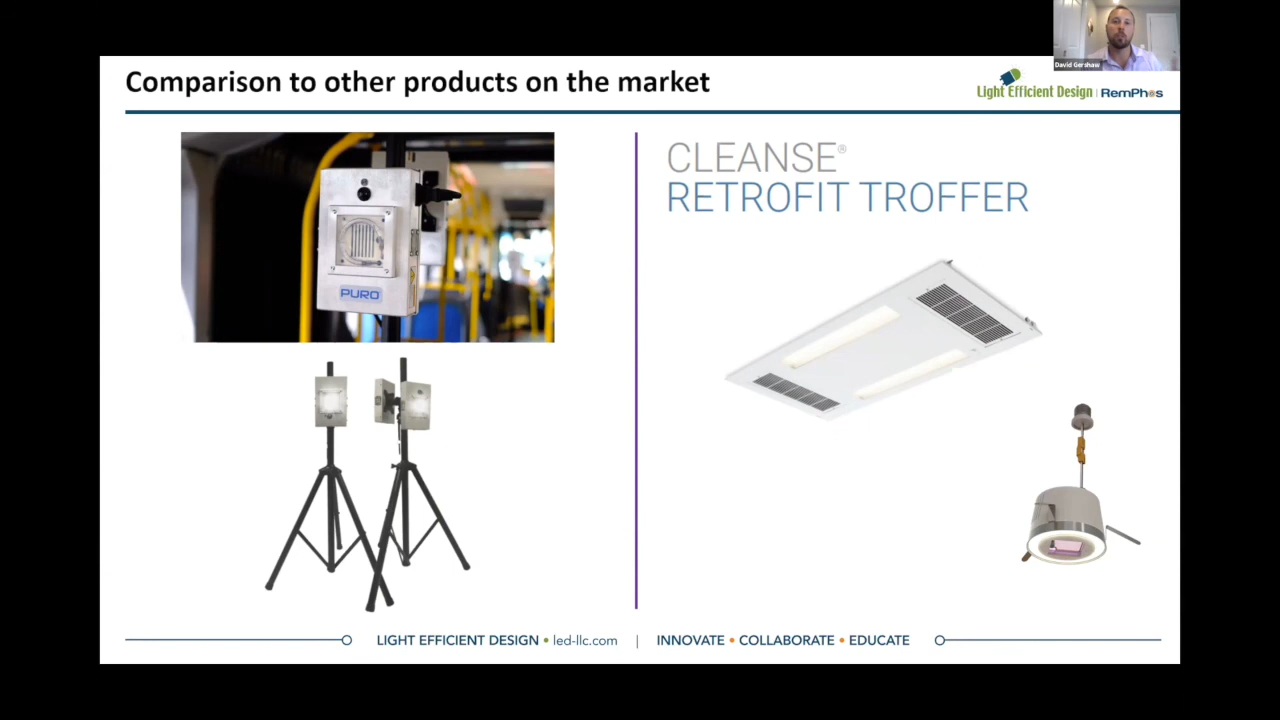 Comparison to other products on the market
David Gershaw
Light Efficient Design | RemPhos
PURO
CLEANSE®
RETROFIT TROFFER
LIGHT EFFICIENT DESIGN • led-llc.com | INNOVATE • COLLABORATE • EDUCATE